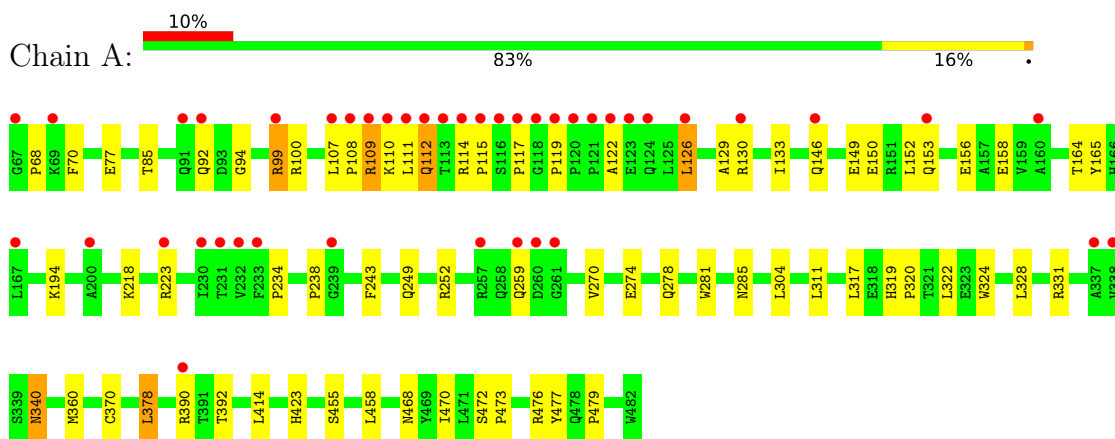 10%
Chain A:
83% 16% •
G67 P68 K69 F70 E77 T85 Q91 Q92 D93 G94 R99 R100 L107 P108 R109 K110 L111 Q112 T113 R114 P115 S116 P117 G118 P119 P120 P121 A122 E123 Q124 L125 L126 A129 R130 I133 Q146 E149 E150 R151 L152 Q153 E156 A157 E158 V159 A160 T164 Y165 H166
L167 K194 A200 K218 R223 I230 T231 V232 F233 P234 P238 G239 F243 Q249 R252 R257 Q258 Q259 D260 G261 V270 E274 Q278 W281 N285 L304 L311 L317 E318 H319 P320 T321 L322 E323 W324 L328 R331 A337 V338
S339 N340 M360 C370 L378 R390 T391 T392 L414 H423 S455 L458 N468 Y469 I470 L471 S472 P473 R476 Y477 Q478 P479 W482